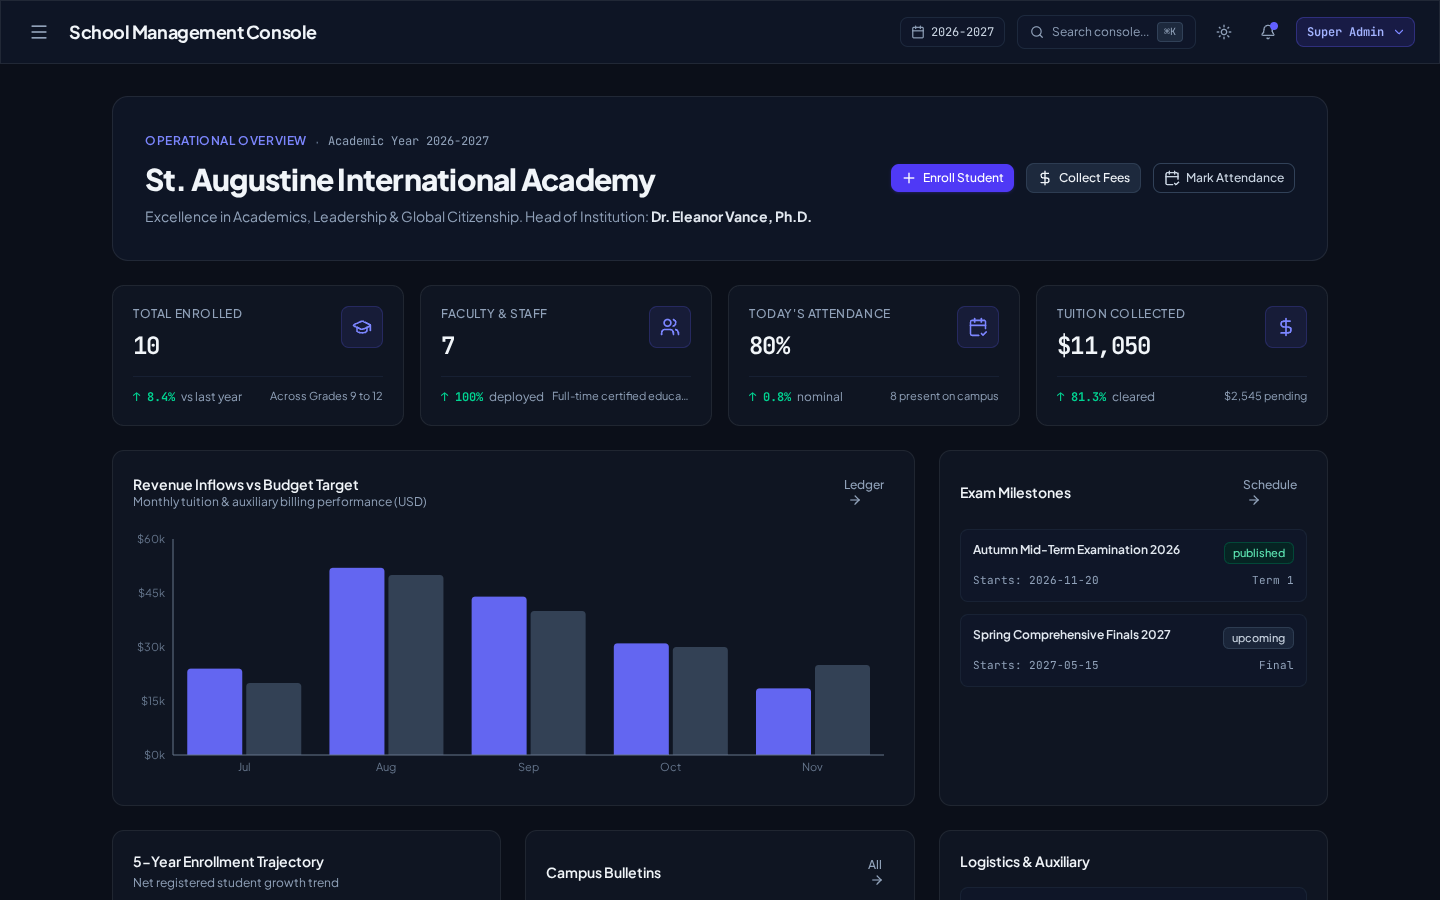 School Management Console
2026-2027
Search console...
⌘K
Super Admin
OPERATIONAL OVERVIEW · Academic Year 2026-2027
St. Augustine International Academy
Excellence in Academics, Leadership & Global Citizenship. Head of Institution: Dr. Eleanor Vance, Ph.D.
Enroll Student
Collect Fees
Mark Attendance
TOTAL ENROLLED
10
↑ 8.4% vs last year
Across Grades 9 to 12
FACULTY & STAFF
7
↑ 100% deployed
Full-time certified educa...
TODAY'S ATTENDANCE
80%
↑ 0.8% nominal
8 present on campus
TUITION COLLECTED
$11,050
↑ 81.3% cleared
$2,545 pending
Revenue Inflows vs Budget Target
Monthly tuition & auxiliary billing performance (USD)
Ledger
→
$60k
$45k
$30k
$15k
$0k
Jul
Aug
Sep
Oct
Nov
Exam Milestones
Schedule
→
Autumn Mid-Term Examination 2026
published
Starts: 2026-11-20
Term 1
Spring Comprehensive Finals 2027
upcoming
Starts: 2027-05-15
Final
5-Year Enrollment Trajectory
Net registered student growth trend
Campus Bulletins
All
→
Logistics & Auxiliary